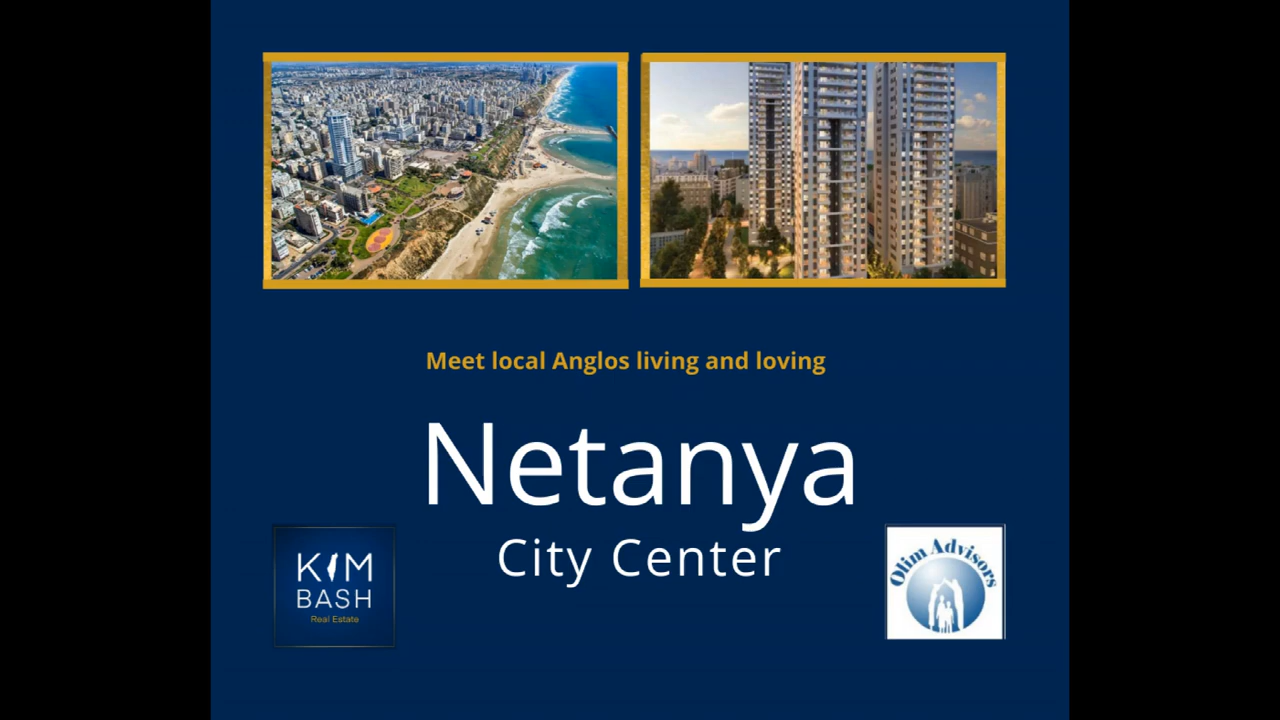 Meet local Anglos living and loving
Netanya
City Center
KIM
BASH
Real Estate
Olim Advisors